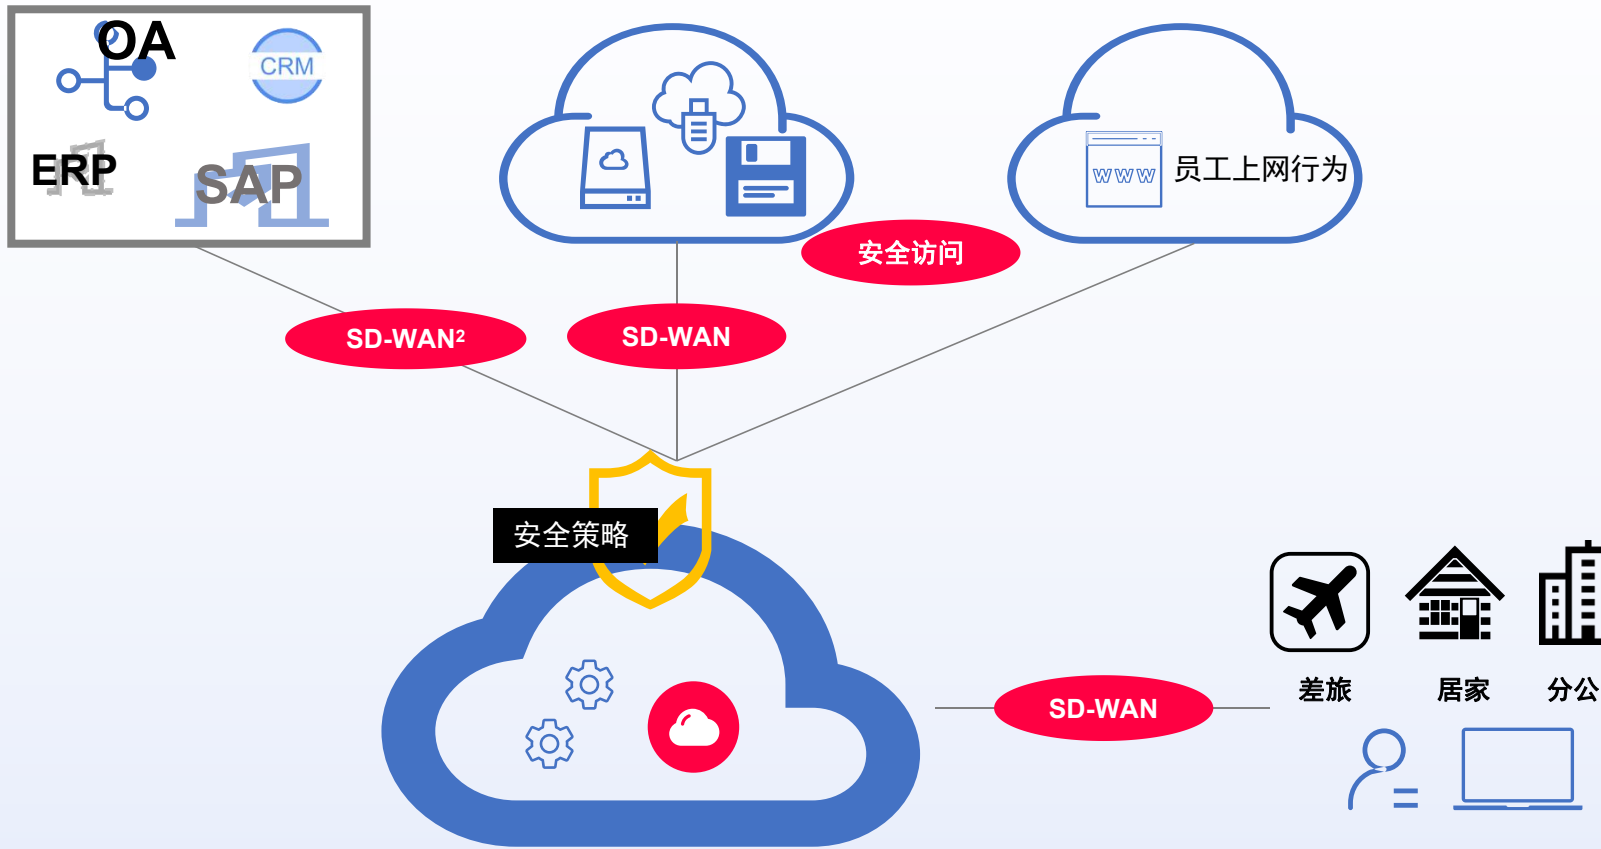 OA
CRM
ERP
SAP
WWW
员工上网行为
安全访问
SD-WAN²
SD-WAN
安全策略
SD-WAN
差旅
居家
分公